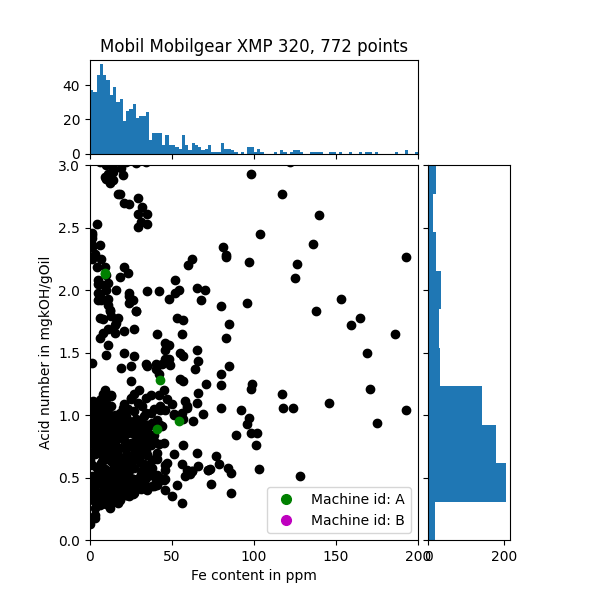 Mobil Mobilgear XMP 320, 772 points
40
20
0
3.0
2.5
2.0
1.5
1.0
0.5
0.0
Acid number in mgkOH/gOil
Machine id: A
Machine id: B
0 50 100 150 200
0 200
Fe content in ppm